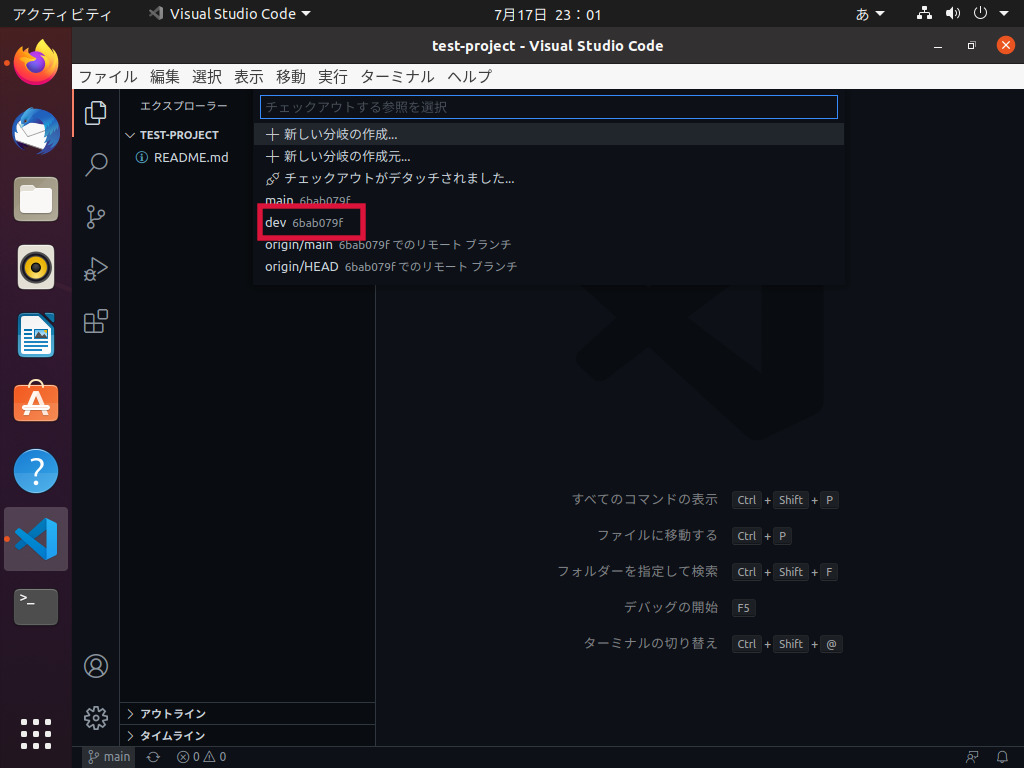 アクティビティ Visual Studio Code 7月17日 23：01 あ
test-project - Visual Studio Code
ファイル 編集 選択 表示 移動 実行 ターミナル ヘルプ
エクスプローラー
TEST-PROJECT
README.md
チェックアウトする参照を選択
新しい分岐の作成...
新しい分岐の作成元...
チェックアウトがデタッチされました...
main 6bab079f
dev 6bab079f
origin/main 6bab079f でのリモート ブランチ
origin/HEAD 6bab079f でのリモート ブランチ
すべてのコマンドの表示 Ctrl + Shift + P
ファイルに移動する Ctrl + P
フォルダーを指定して検索 Ctrl + Shift + F
デバッグの開始 F5
ターミナルの切り替え Ctrl + Shift + @
アウトライン
タイムライン
main 0 0